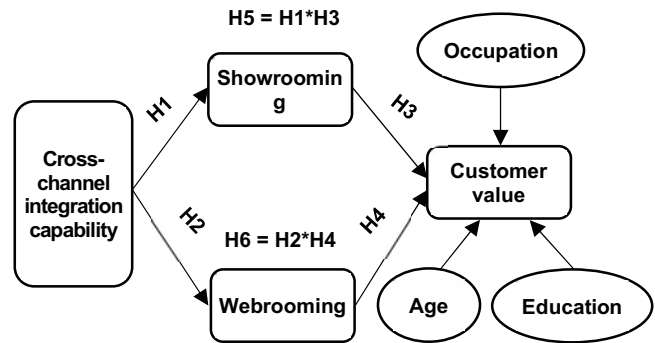 H5 = H1*H3
Occupation
Showroomin
g
H1
H3
Cross-
channel
integration
capability
Customer
value
H2
H4
H6 = H2*H4
Webrooming
Age
Education